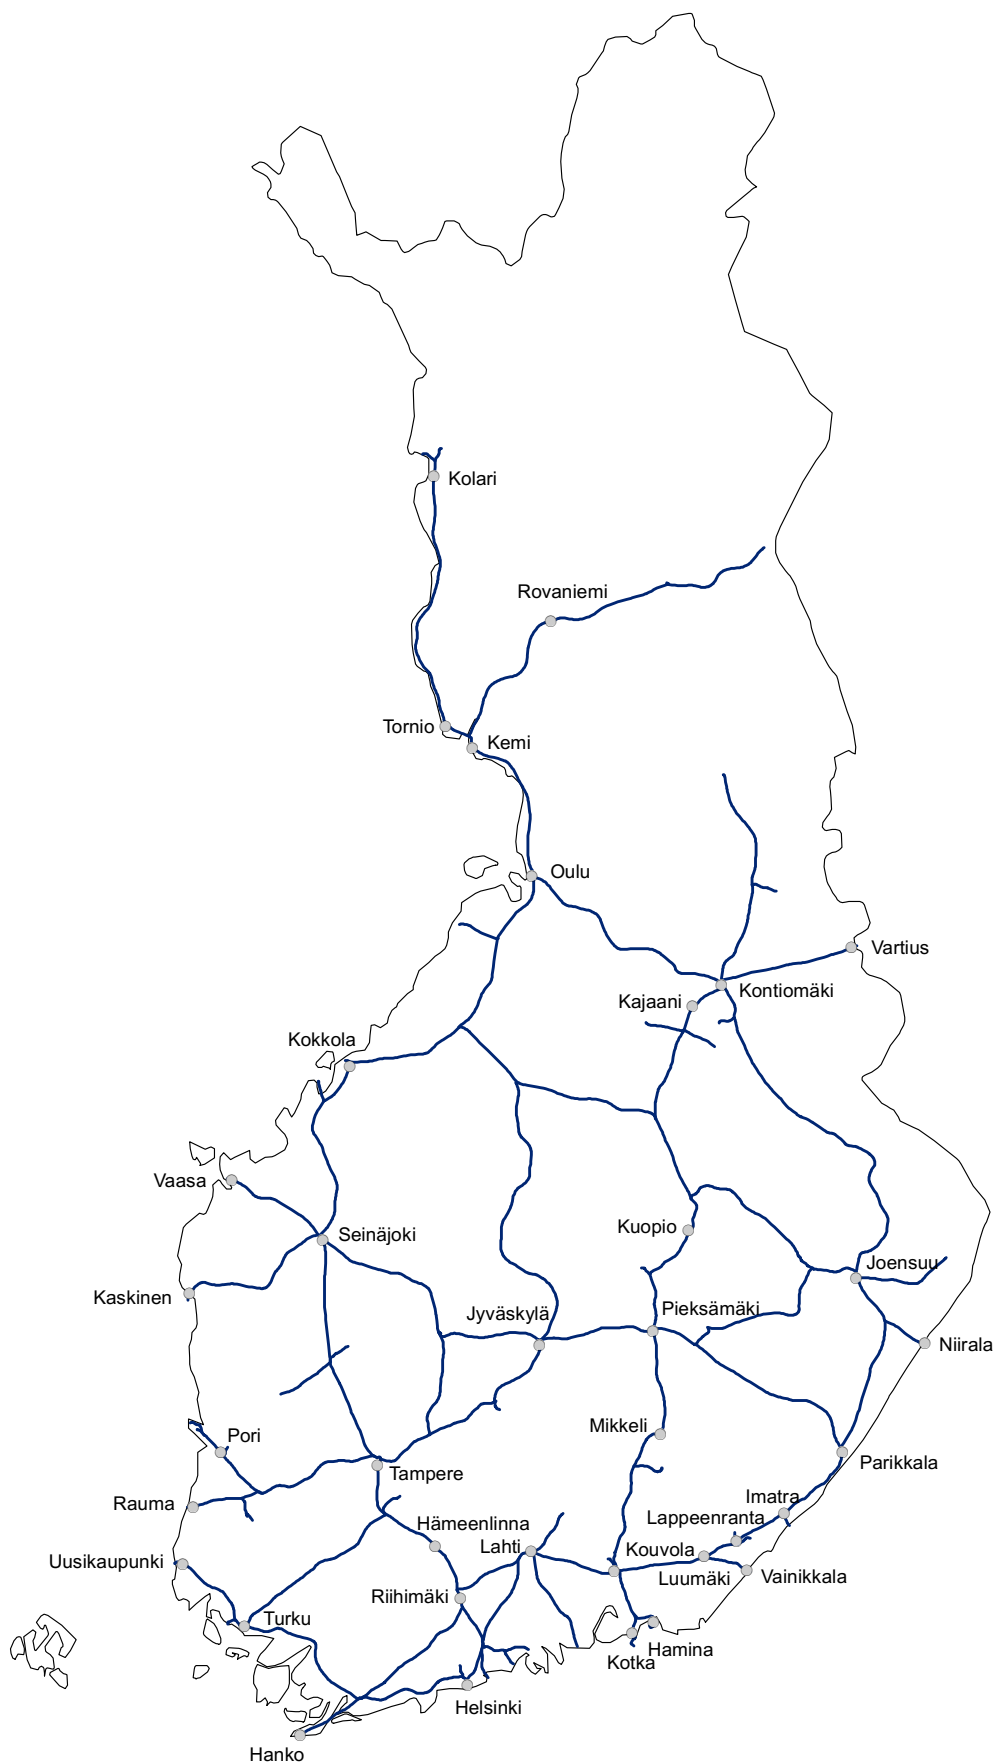 Kolari
Rovaniemi
Tornio
Kemi
Oulu
Vartius
Kajaani
Kontiomäki
Kokkola
Vaasa
Seinäjoki
Kuopio
Joensuu
Kaskinen
Jyväskylä
Pieksämäki
Niirala
Mikkeli
Pori
Parikkala
Tampere
Imatra
Rauma
Lappeenranta
Hämeenlinna
Lahti
Kouvola
Uusikaupunki
Luumäki
Vainikkala
Riihimäki
Turku
Hamina
Kotka
Helsinki
Hanko